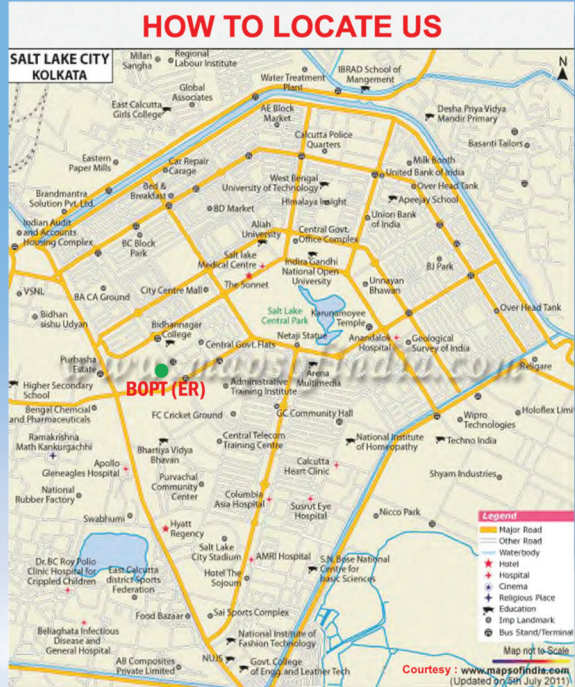 HOW TO LOCATE US
SALT LAKE CITY
KOLKATA
N
Milan
Sangha
Regional
Labour Institute
Water Treatment
Plant
IBRAD School of
Mangement
Global
Associates
East Calcutta
Girls College
AE Block
Market
Desha Priya Vidya
Mandir Primary
Calcutta Police
Quarters
Basanti Tailors
Eastern
Paper Mills
Car Repair
Carage
Milk Booth
United Bank of India
West Bengal
University of Technology
Over Head Tank
Bed &
Breakfast
Brandmantra
Solution Pvt. Ltd.
Himalaya Insight
Apeejay School
BD Market
Union Bank
of India
Indian Audit
and Accounts
Housing Complex
Aliah
University
Central Govt.
Office Complex
BC Block
Park
Salt lake
Medical Centre
Indira Gandhi
National Open
University
BJ Park
The Sonnet
Unnayan
Bhawan
VSNL
BA CA Ground
City Centre Mall
Over Head Tank
Bidhan
sishu Udyan
Salt Lake
Central Park
Karunamoyee
Temple
Bidhannagar
College
Netaji Statue
Central Govt. Flats
Anandalok
Hospital
Geological
Survey of India
www.mapsofindia.com
Purbasha
Estate
Arena
Multimedia
Religare
BOPT (ER)
Administrative
Training Institute
Higher Secondary
School
Bengal Chemcial
and Pharmaceuticals
FC Cricket Ground
GC Community Hall
Wipro
Technologies
Holoflex Limi
Ramakrishna
Math Kankurgachhi
Central Telecom
Training Centre
National Institute
of Homeopathy
Techno India
Bhartiya Vidya
Bhavan
Apollo
Gleneagles Hospital
Calcutta
Heart Clinic
Purvachal
Community
Center
Shyam Industries
National
Rubber Factory
Columbia
Asia Hospital
Susrut Eye
Hospital
Nicco Park
Swabhumi
Hyatt
Regency
Legend
Major Road
Other Road
Waterbody
Hotel
Hospital
Cinema
Religious Place
Education
Imp Landmark
Bus Stand/Terminal
Salt Lake
City Stadium
AMRI Hospital
Dr.BC Roy Polio
Clinic Hospital for
Crippled Children
East Calcutta
district Sports
Federation
Hotel The
Sojourn
S.N. Bose National
Centre for
basic Sciences
Food Bazaar
Sai Sports Complex
Beliaghata Infectious
Disease and
General Hospital
National Institute of
Fashion Technology
NUJS
Map not to Scale
AB Composites
Private Limited
Govt. College
of Engg. and Leather Tech
Courtesy : www.mapsofindia.com
(Updated on 5th July 2011)